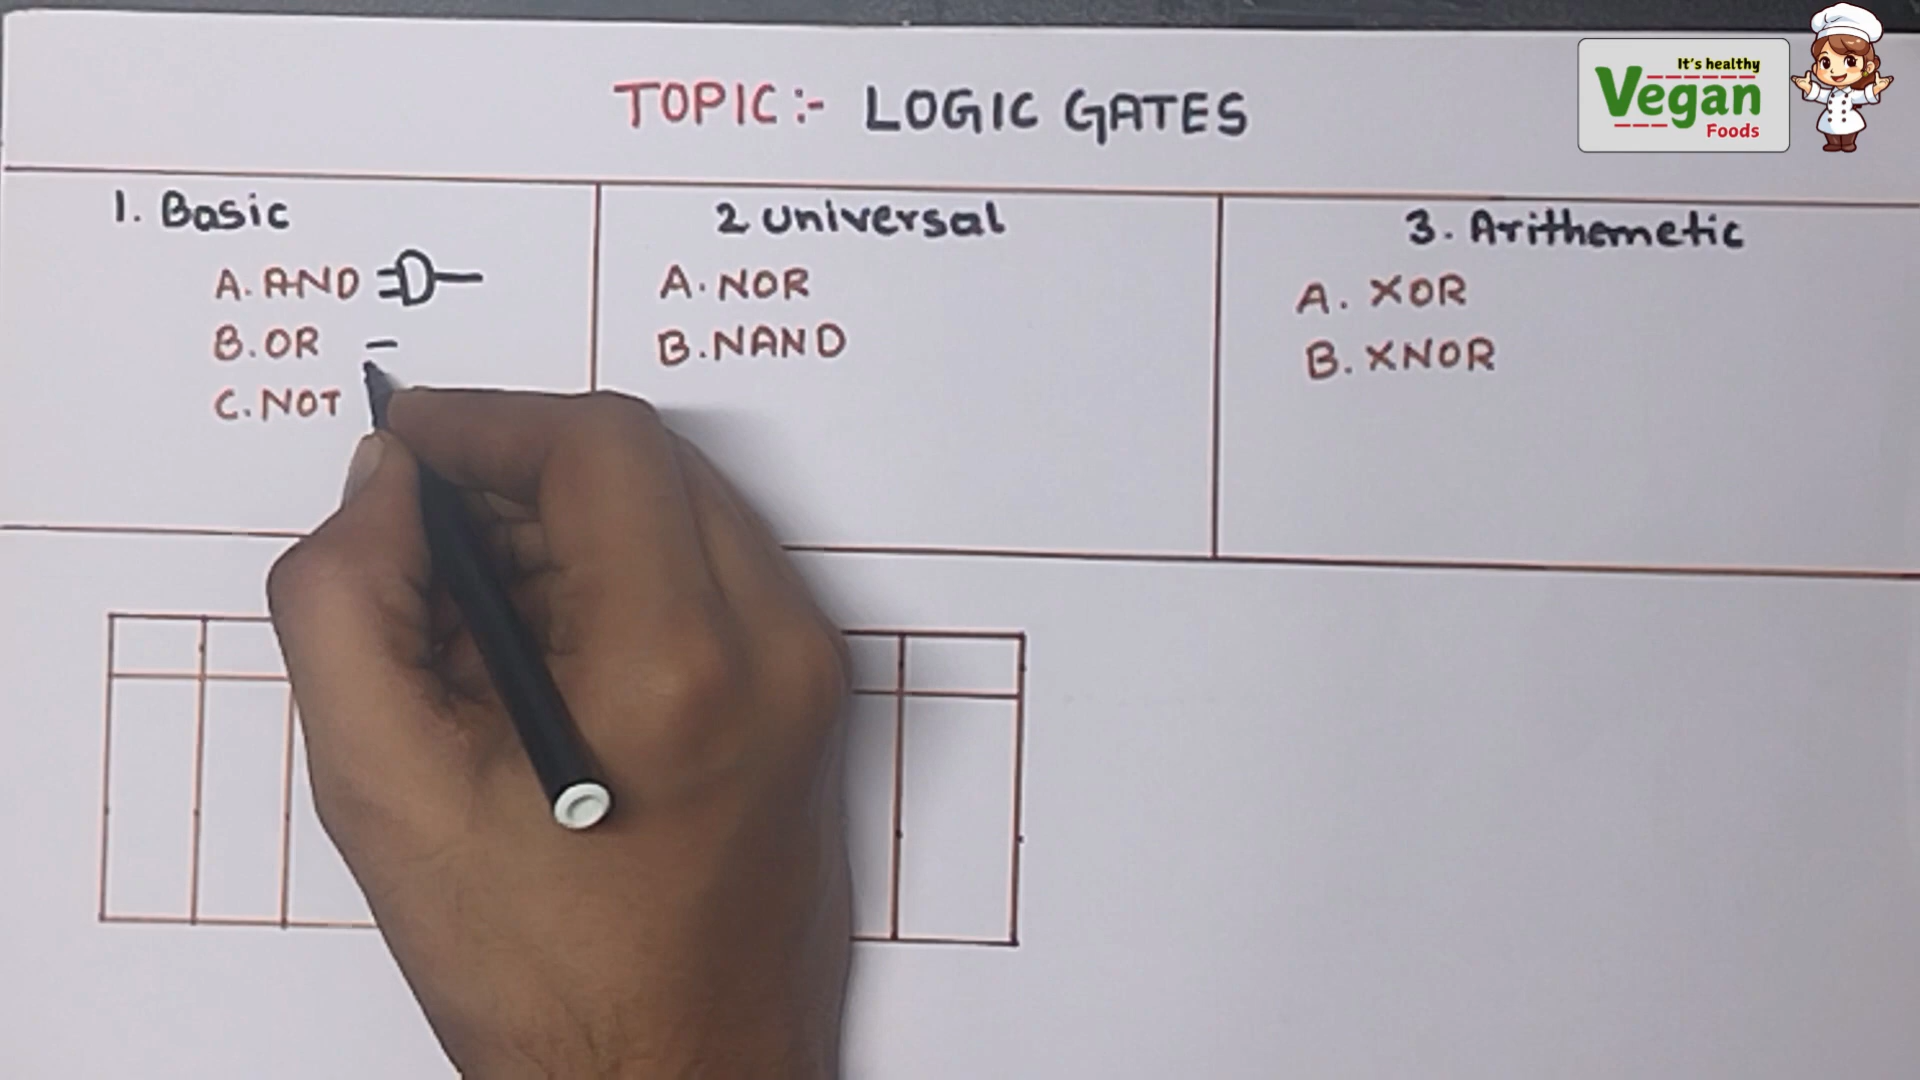 TOPIC:- LOGIC GATES
It's healthy
Vegan
Foods
1. Basic
A. AND
B. OR
C. NOT
2 universal
A. NOR
B. NAND
3. Arithemetic
A. XOR
B. XNOR